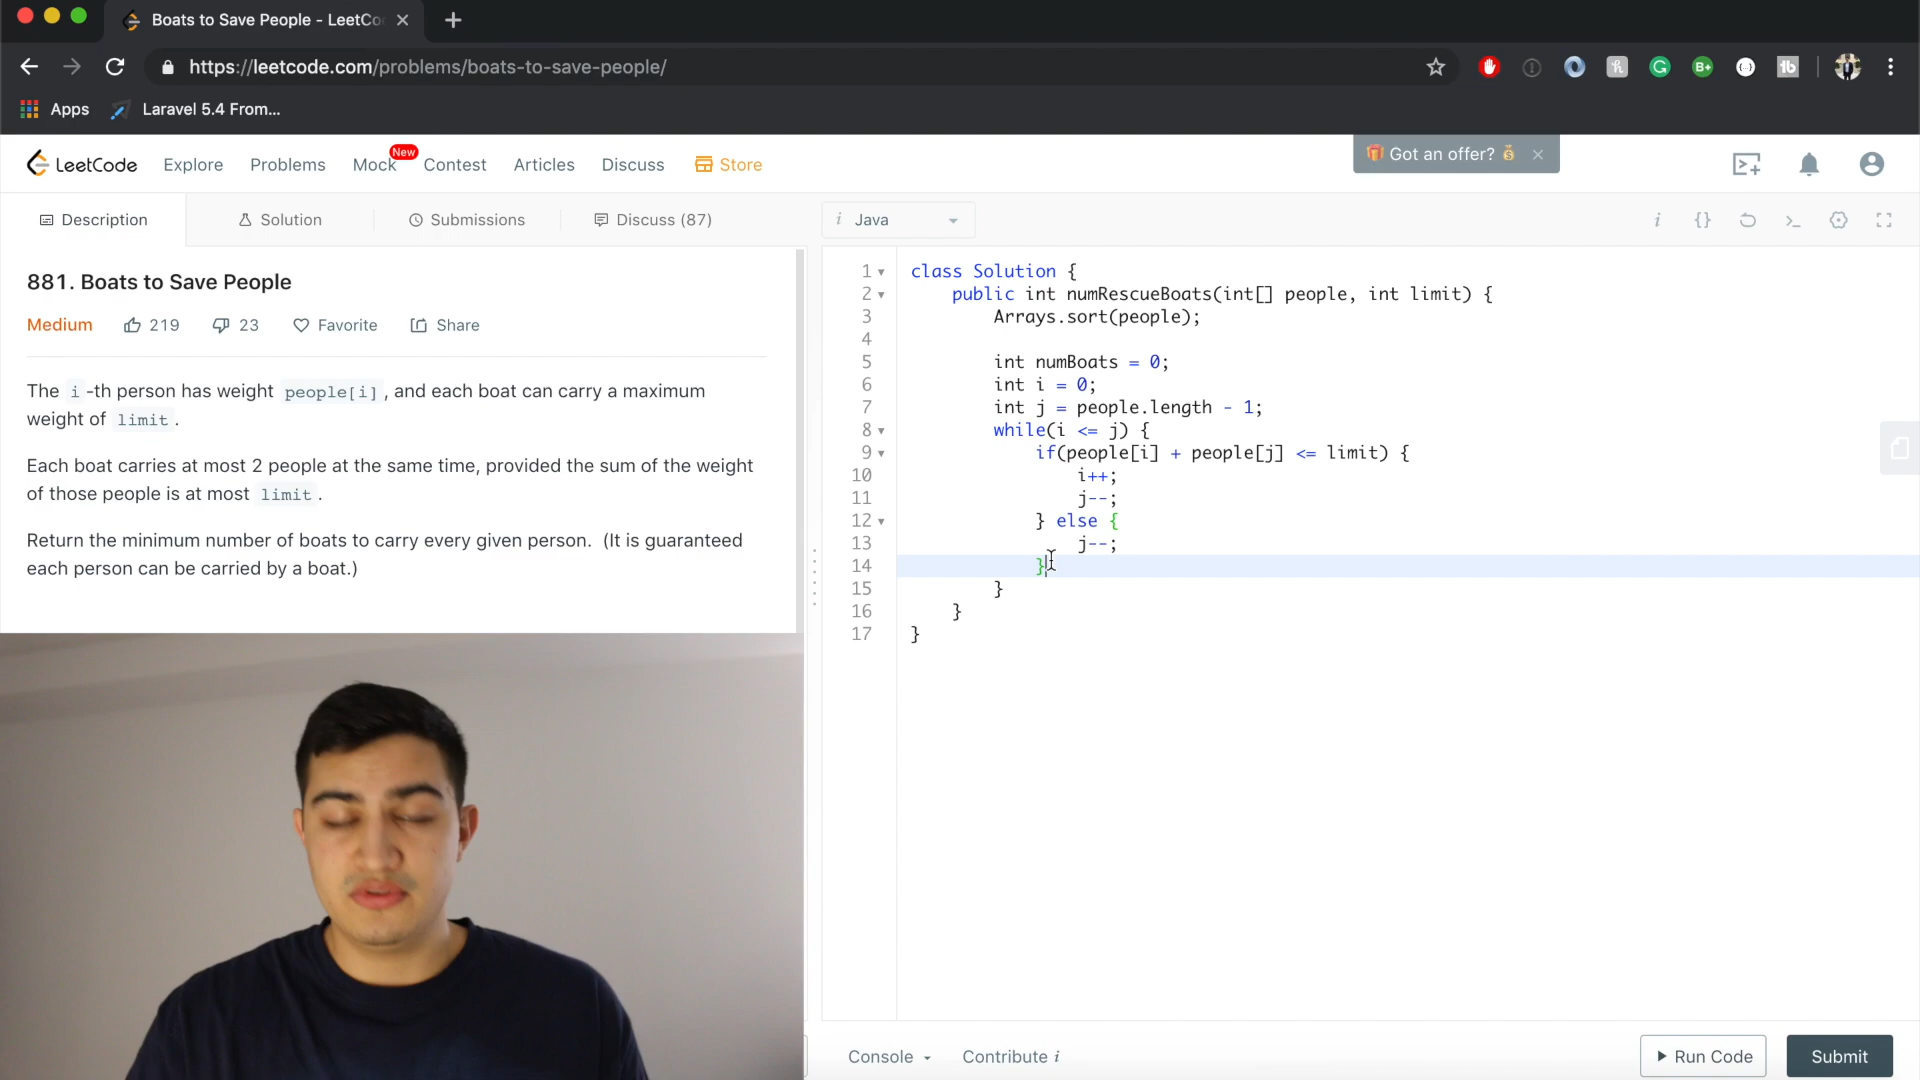 Boats to Save People - LeetCo
https://leetcode.com/problems/boats-to-save-people/
Apps
Laravel 5.4 From...
LeetCode
Explore
Problems
Mock
New
Contest
Articles
Discuss
Store
🎁 Got an offer? 💰 ×
Description
Solution
Submissions
Discuss (87)
i Java
881. Boats to Save People
Medium
219
23
Favorite
Share
The i -th person has weight people[i] , and each boat can carry a maximum
weight of limit .
Each boat carries at most 2 people at the same time, provided the sum of the weight
of those people is at most limit .
Return the minimum number of boats to carry every given person. (It is guaranteed
each person can be carried by a boat.)
1 class Solution {
2 public int numRescueBoats(int[] people, int limit) {
3 Arrays.sort(people);
4
5 int numBoats = 0;
6 int i = 0;
7 int j = people.length - 1;
8 while(i <= j) {
9 if(people[i] + people[j] <= limit) {
10 i++;
11 j--;
12 } else {
13 j--;
14 }
15 }
16 }
17 }
Console
Contribute i
Run Code
Submit